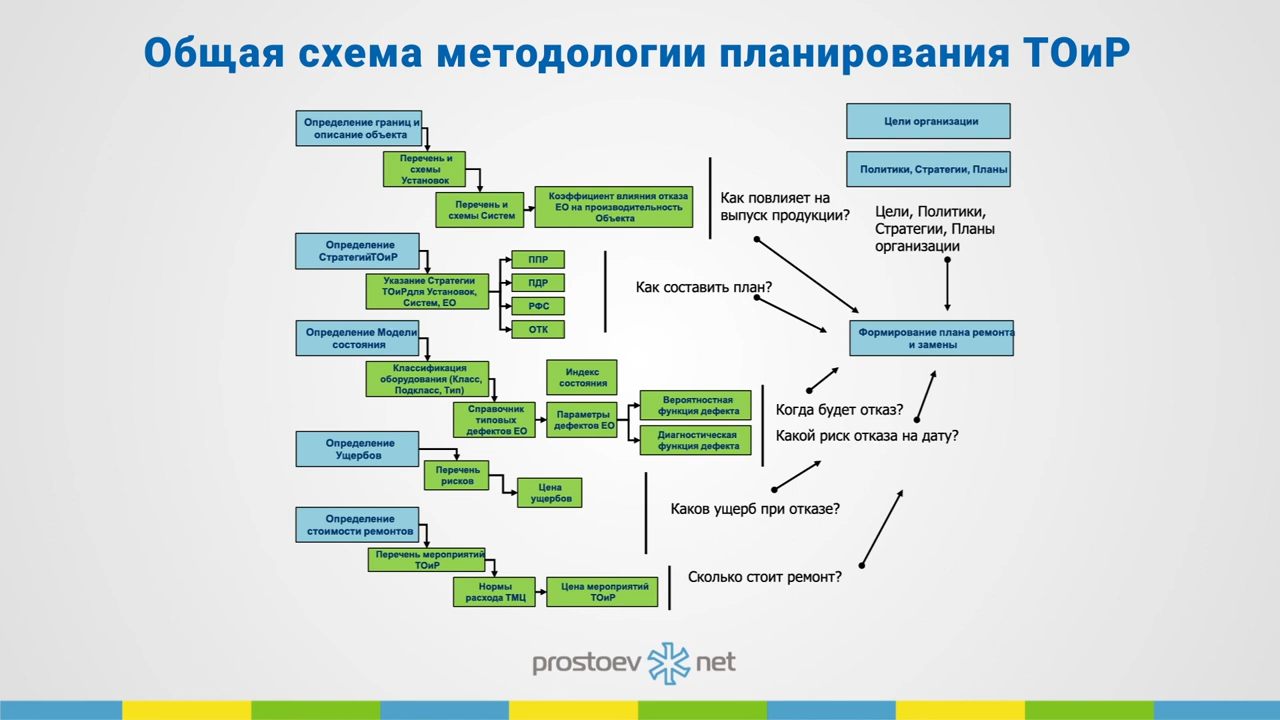 Общая схема методологии планирования ТОиР
Определение границ и
описание объекта
Перечень и
схемы
Установок
Перечень и
схемы Систем
Коэффициент влияния отказа
ЕО на производительность
Объекта
Как повлияет на
выпуск продукции?
Цели организации
Политики, Стратегии, Планы
Цели, Политики,
Стратегии, Планы
организации
Определение
СтратегийТОиР
Указание Стратегии
ТОиРдля Установок,
Систем, ЕО
ППР
ПДР
РФС
ОТК
Как составить план?
Формирование плана ремонта
и замены
Определение Модели
состояния
Классификация
оборудования (Класс,
Подкласс, Тип)
Справочник
типовых
дефектов ЕО
Индекс
состояния
Параметры
дефектов ЕО
Вероятностная
функция дефекта
Диагностическая
функция дефекта
Когда будет отказ?
Какой риск отказа на дату?
Определение
Ущербов
Перечень
рисков
Цена
ущербов
Каков ущерб при отказе?
Определение
стоимости ремонтов
Перечень мероприятий
ТОиР
Нормы
расхода ТМЦ
Цена мероприятий
ТОиР
Сколько стоит ремонт?
prostoev net